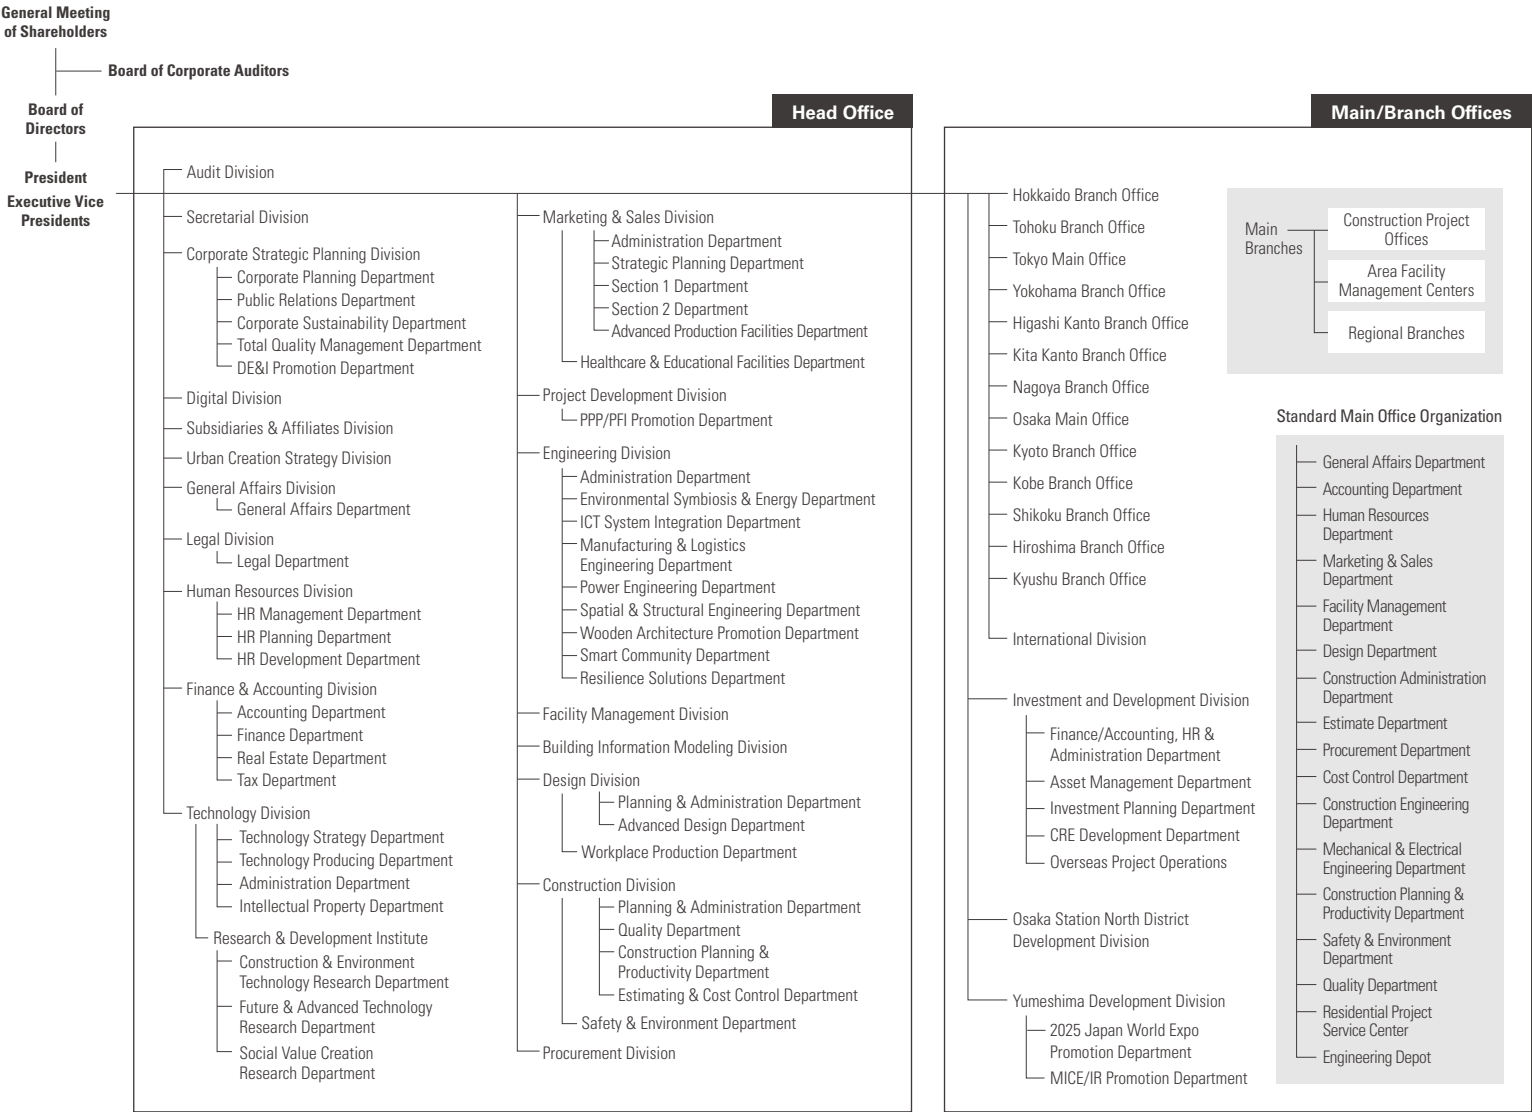 General Meeting
of Shareholders
Board of Corporate Auditors
Board of
Directors
President
Executive Vice
Presidents
Head Office
Audit Division
Secretarial Division
Corporate Strategic Planning Division
Corporate Planning Department
Public Relations Department
Corporate Sustainability Department
Total Quality Management Department
DE&I Promotion Department
Digital Division
Subsidiaries & Affiliates Division
Urban Creation Strategy Division
General Affairs Division
General Affairs Department
Legal Division
Legal Department
Human Resources Division
HR Management Department
HR Planning Department
HR Development Department
Finance & Accounting Division
Accounting Department
Finance Department
Real Estate Department
Tax Department
Technology Division
Technology Strategy Department
Technology Producing Department
Administration Department
Intellectual Property Department
Research & Development Institute
Construction & Environment
Technology Research Department
Future & Advanced Technology
Research Department
Social Value Creation
Research Department
Marketing & Sales Division
Administration Department
Strategic Planning Department
Section 1 Department
Section 2 Department
Advanced Production Facilities Department
Healthcare & Educational Facilities Department
Project Development Division
PPP/PFI Promotion Department
Engineering Division
Administration Department
Environmental Symbiosis & Energy Department
ICT System Integration Department
Manufacturing & Logistics
Engineering Department
Power Engineering Department
Spatial & Structural Engineering Department
Wooden Architecture Promotion Department
Smart Community Department
Resilience Solutions Department
Facility Management Division
Building Information Modeling Division
Design Division
Planning & Administration Department
Advanced Design Department
Workplace Production Department
Construction Division
Planning & Administration Department
Quality Department
Construction Planning &
Productivity Department
Estimating & Cost Control Department
Safety & Environment Department
Procurement Division
Main/Branch Offices
Hokkaido Branch Office
Tohoku Branch Office
Tokyo Main Office
Yokohama Branch Office
Higashi Kanto Branch Office
Kita Kanto Branch Office
Nagoya Branch Office
Osaka Main Office
Kyoto Branch Office
Kobe Branch Office
Shikoku Branch Office
Hiroshima Branch Office
Kyushu Branch Office
International Division
Investment and Development Division
Finance/Accounting, HR &
Administration Department
Asset Management Department
Investment Planning Department
CRE Development Department
Overseas Project Operations
Osaka Station North District
Development Division
Yumeshima Development Division
2025 Japan World Expo
Promotion Department
MICE/IR Promotion Department
Main
Branches
Construction Project
Offices
Area Facility
Management Centers
Regional Branches
Standard Main Office Organization
General Affairs Department
Accounting Department
Human Resources
Department
Marketing & Sales
Department
Facility Management
Department
Design Department
Construction Administration
Department
Estimate Department
Procurement Department
Cost Control Department
Construction Engineering
Department
Mechanical & Electrical
Engineering Department
Construction Planning &
Productivity Department
Safety & Environment
Department
Quality Department
Residential Project
Service Center
Engineering Depot